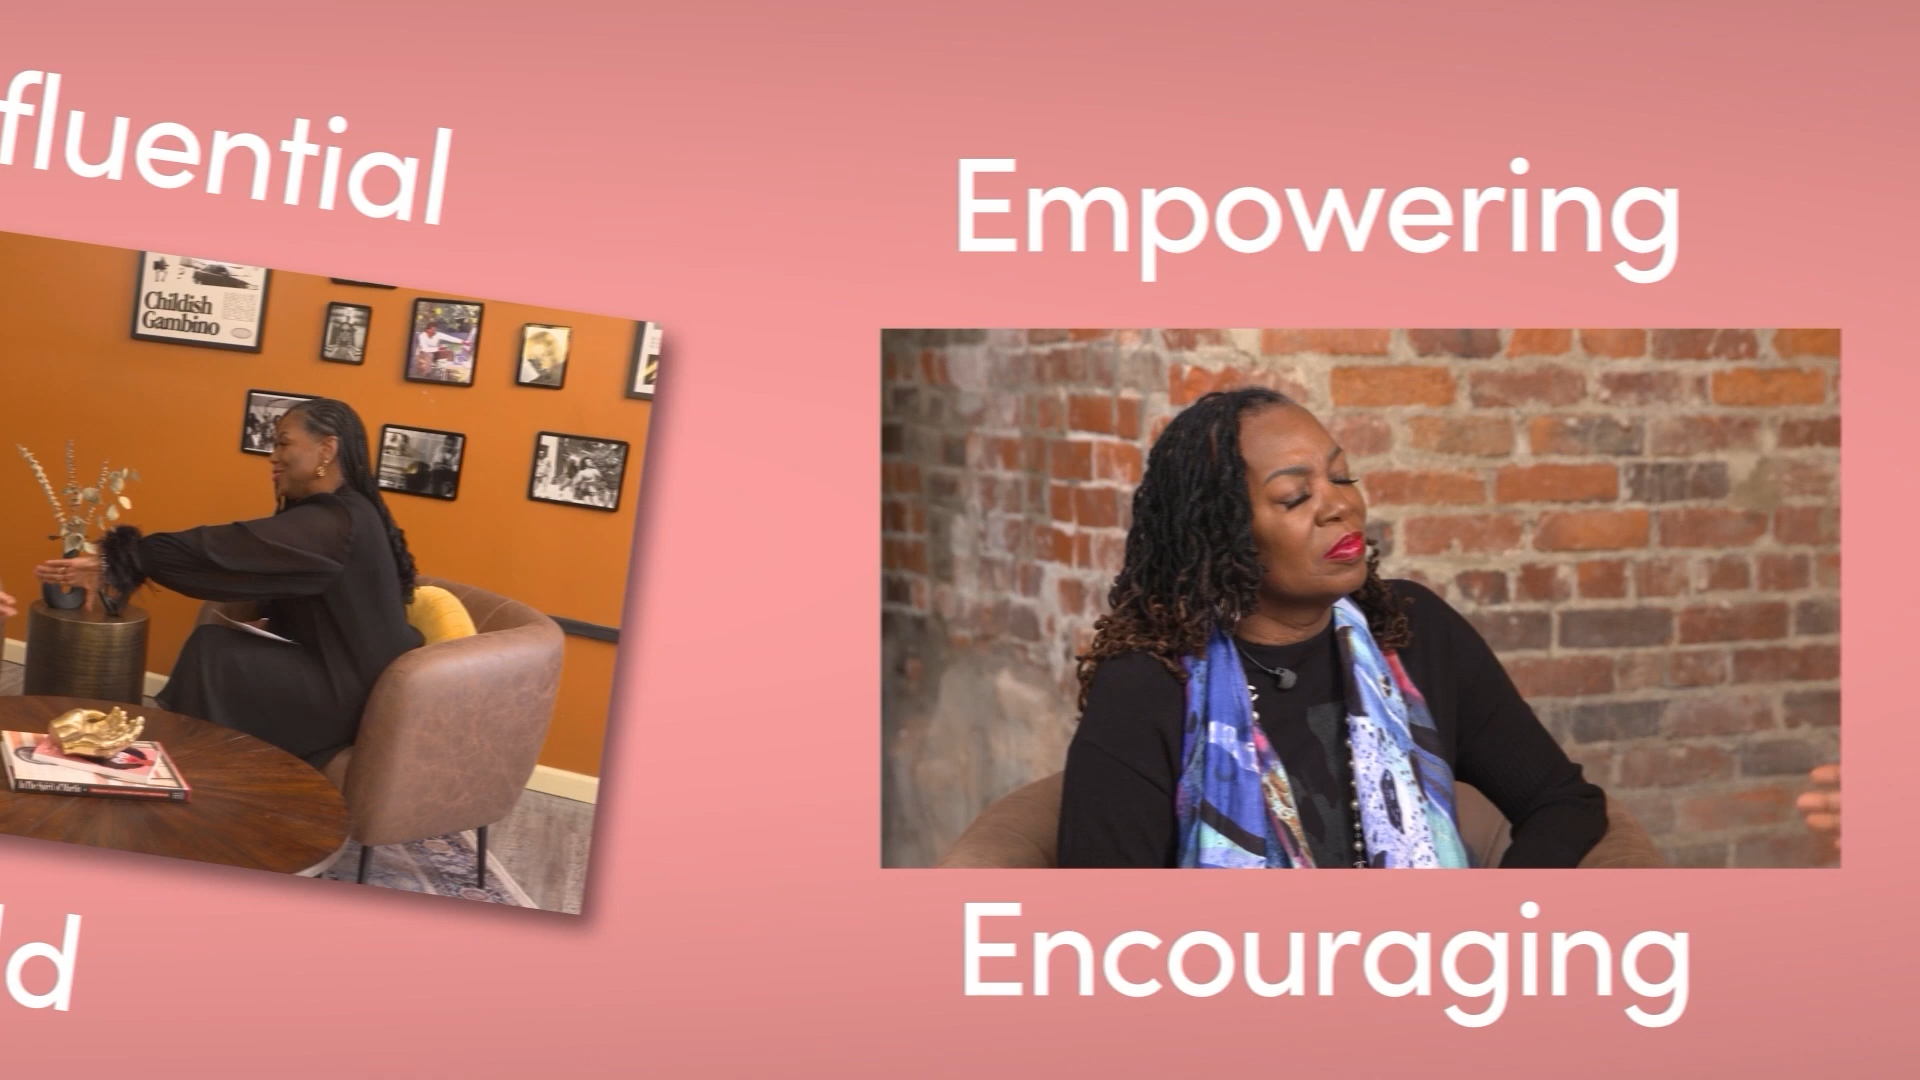 fluential
Empowering
Childish
Gambino
ld
Encouraging